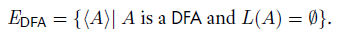 E_DFA = {⟨A⟩| A is a DFA and L(A) = ∅}.